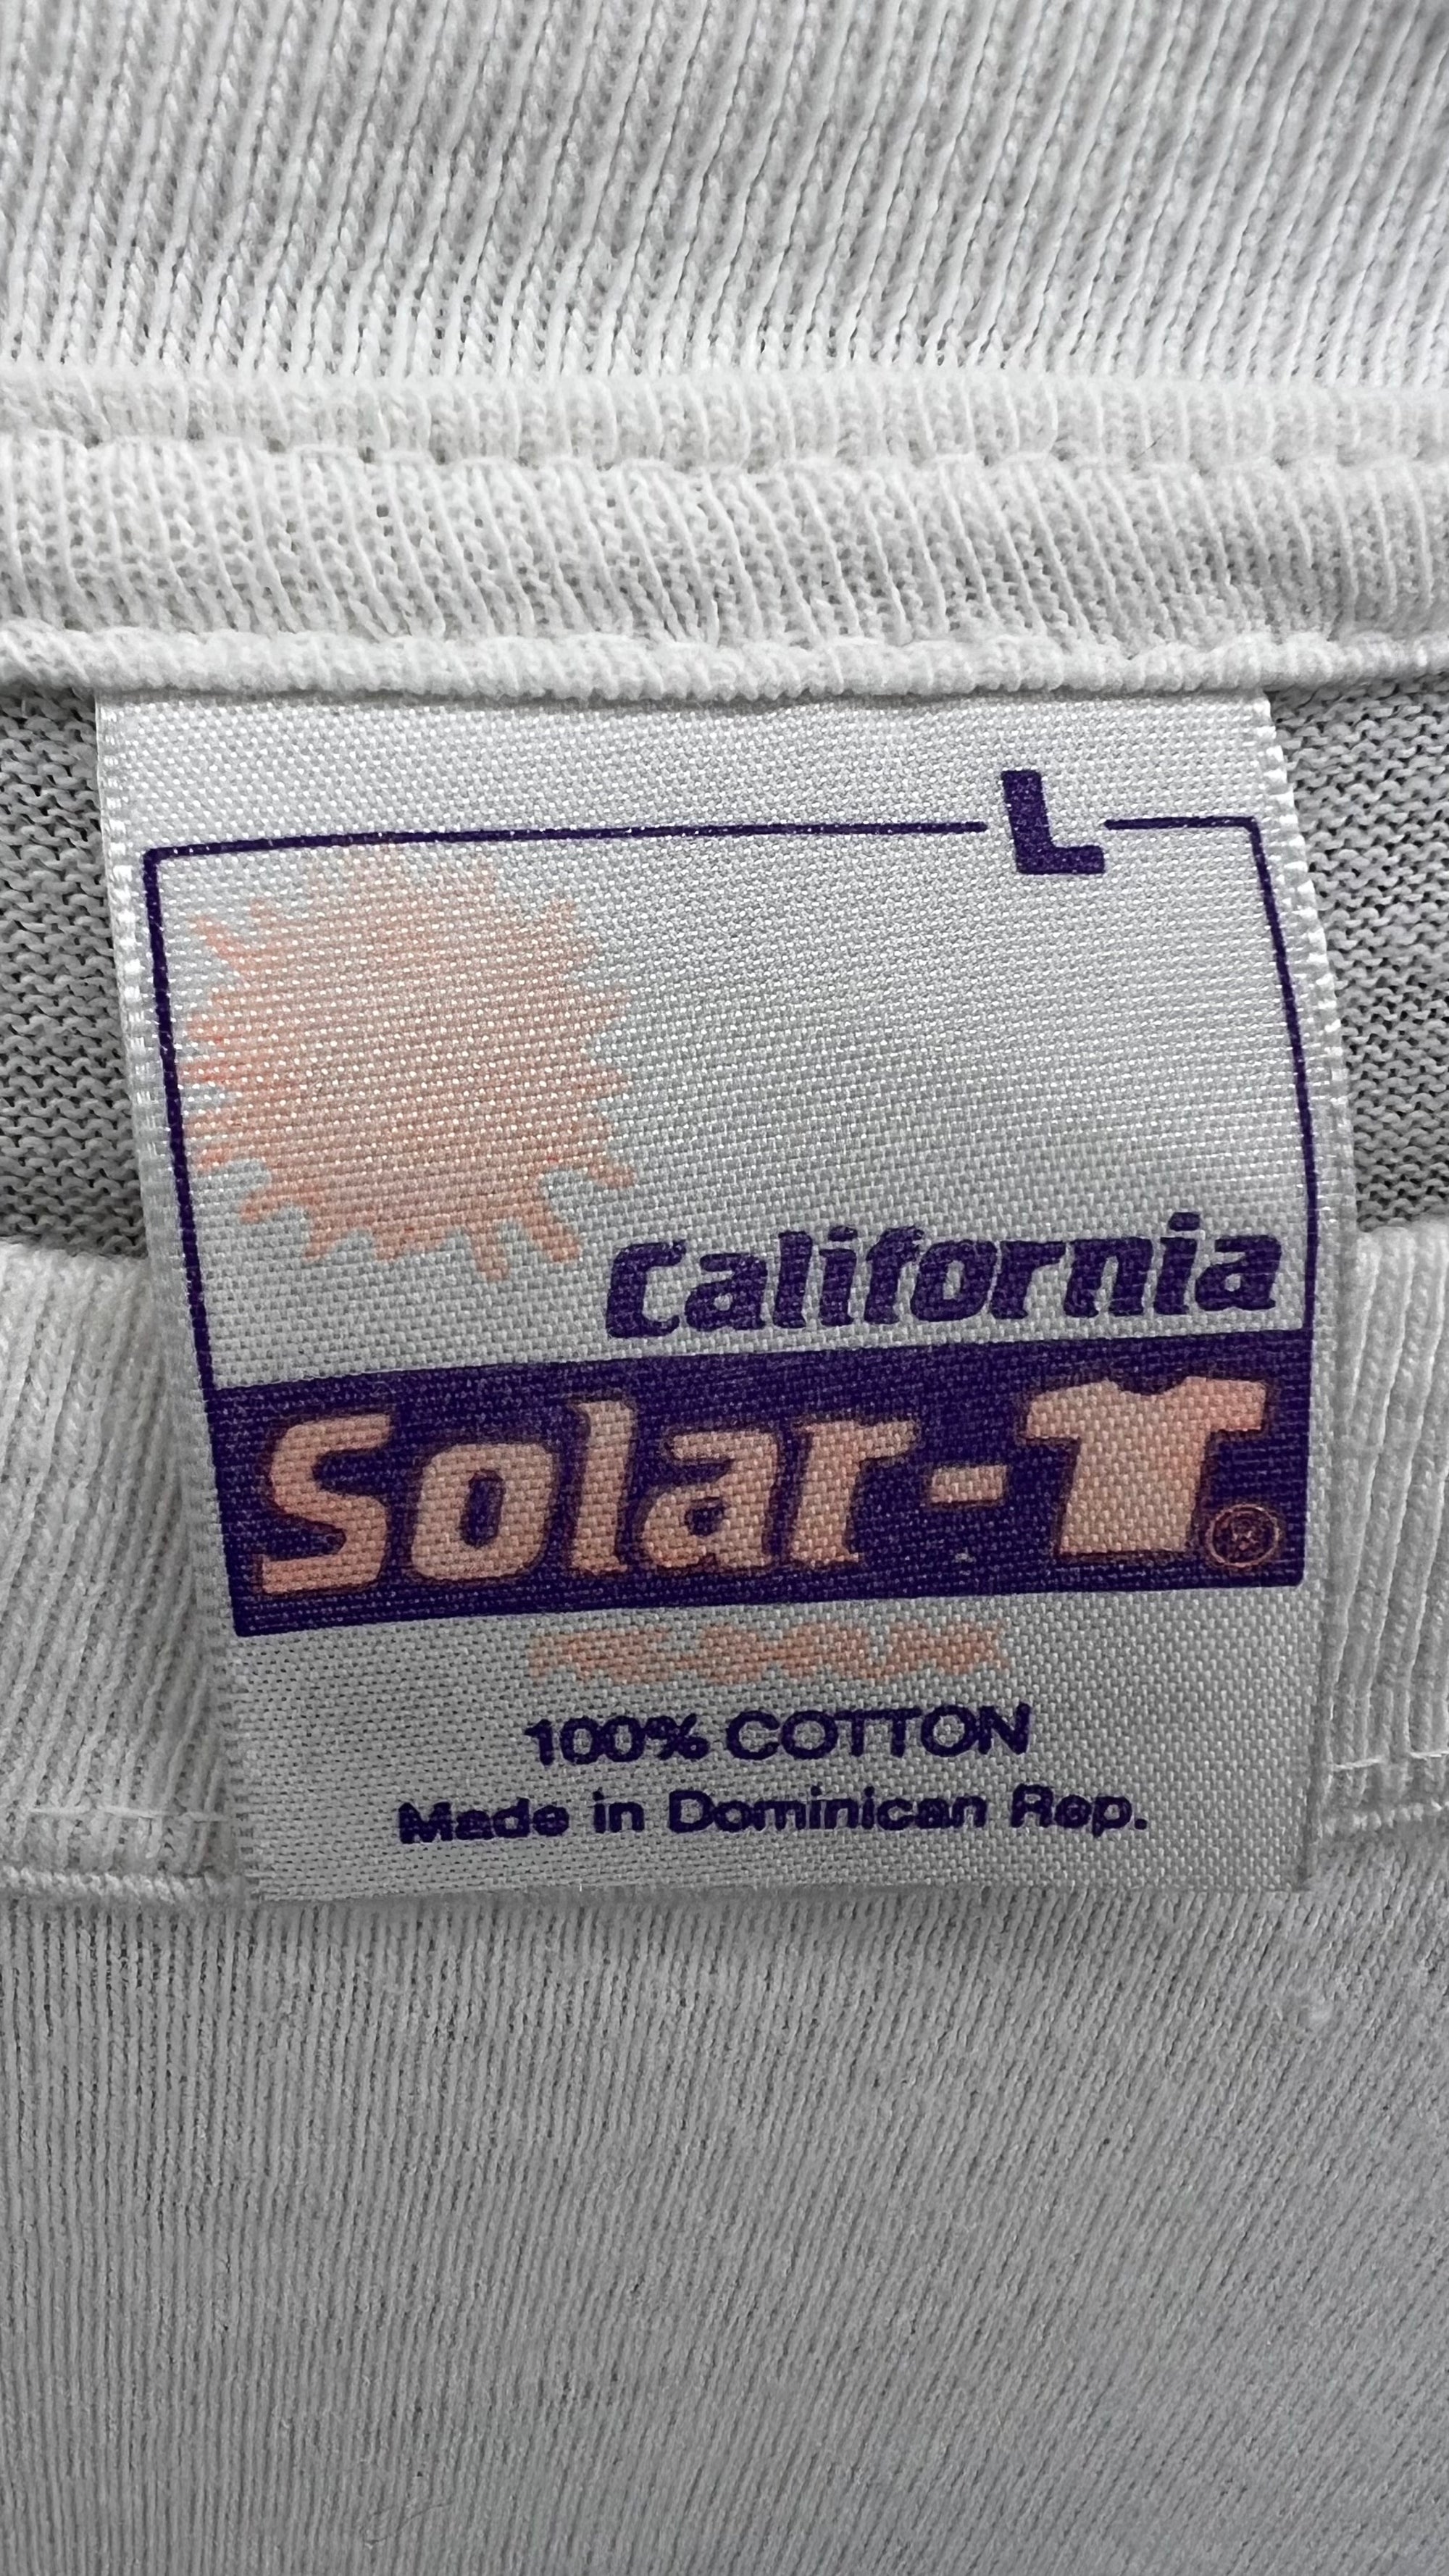 L
California
Solar-T®
100% COTTON
Made in Dominican Rep.